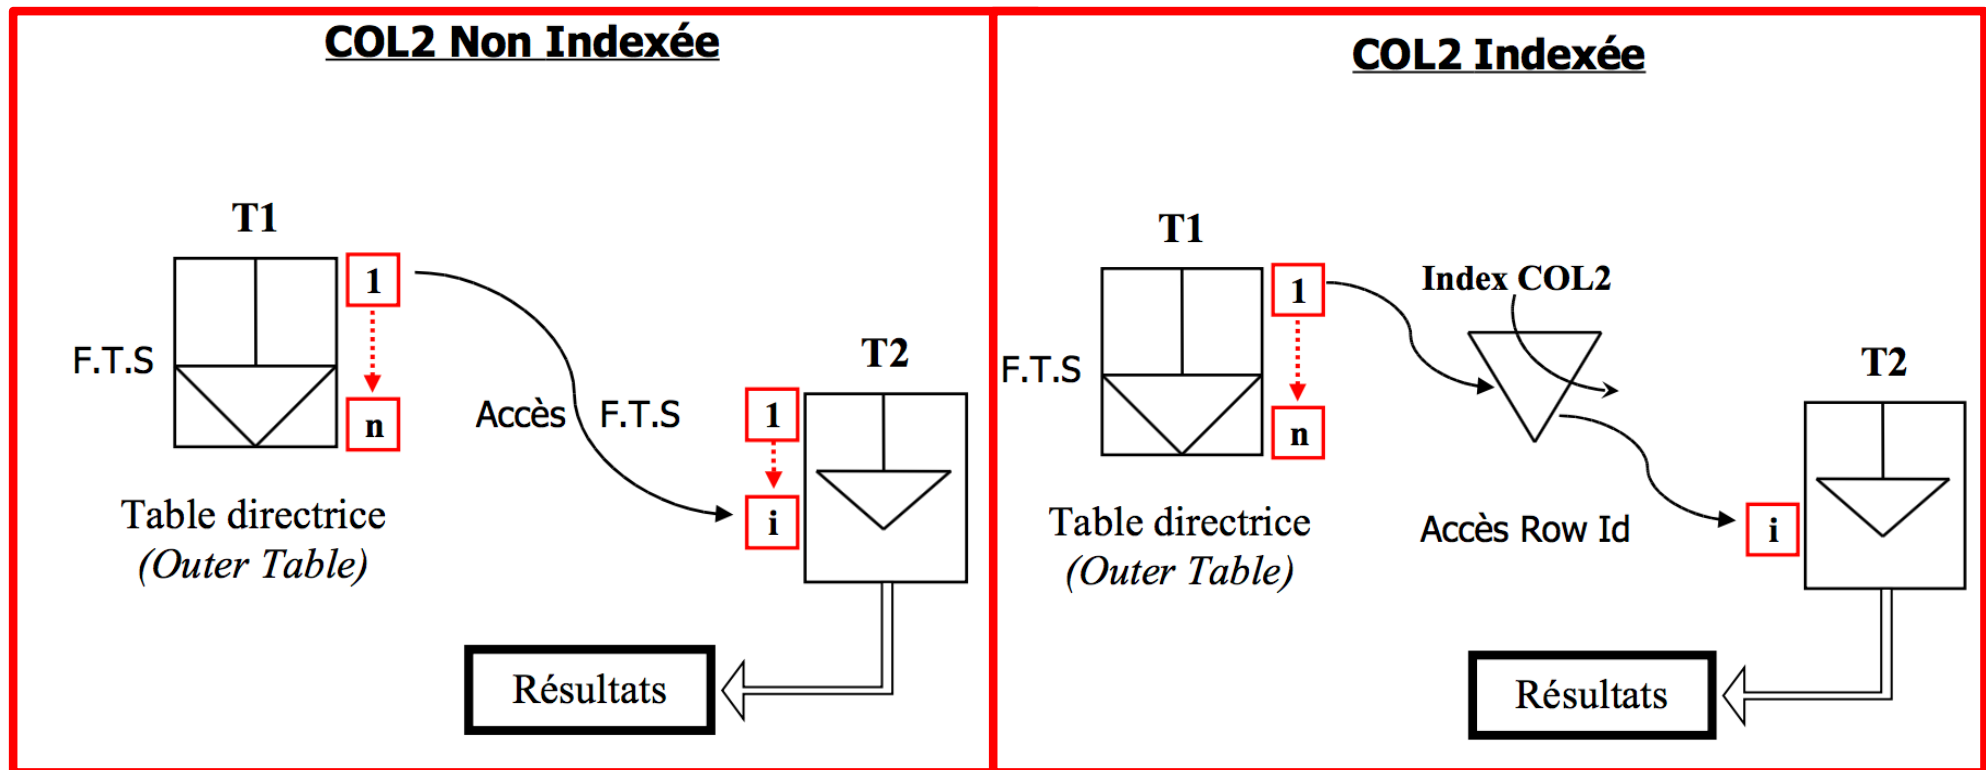 COL2 Non Indexée
T1
1
F.T.S
n
Accès F.T.S
T2
1
i
Table directrice
(Outer Table)
Résultats
COL2 Indexée
T1
1
Index COL2
F.T.S
n
T2
Table directrice
(Outer Table)
Accès Row Id
i
Résultats